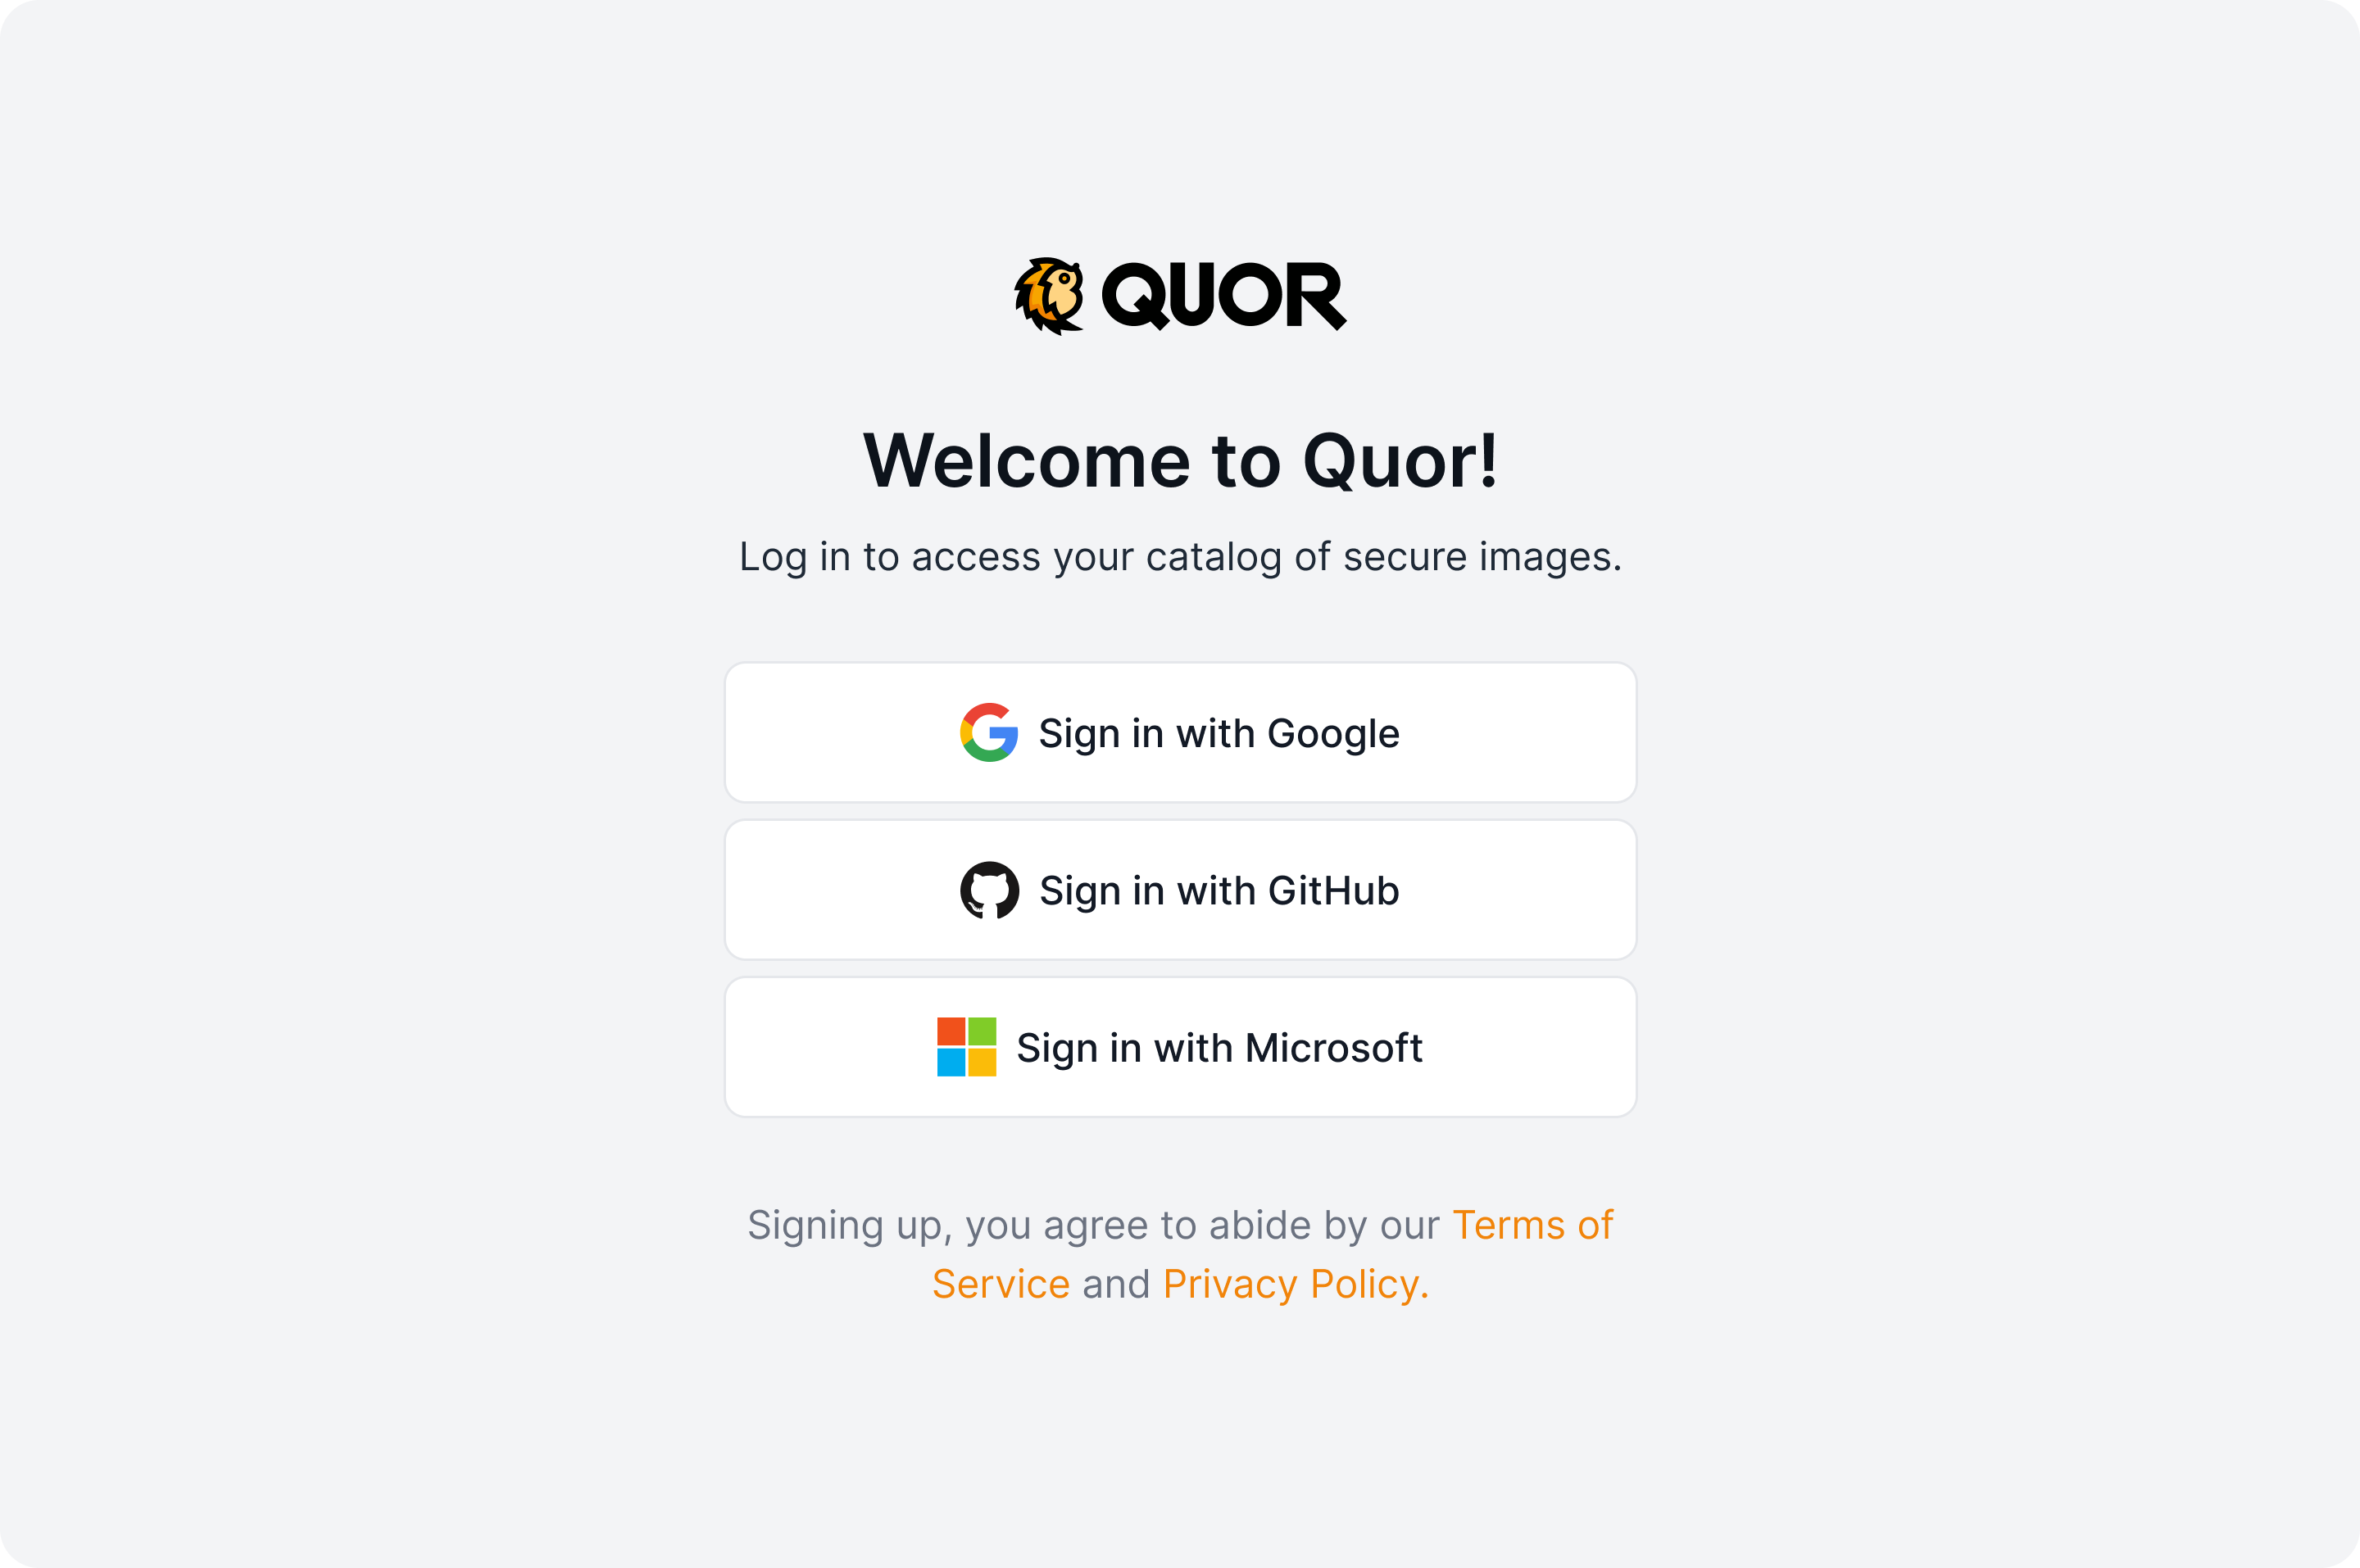 QUOR
Welcome to Quor!
Log in to access your catalog of secure images.
Sign in with Google
Sign in with GitHub
Sign in with Microsoft
Signing up, you agree to abide by our Terms of
Service and Privacy Policy.